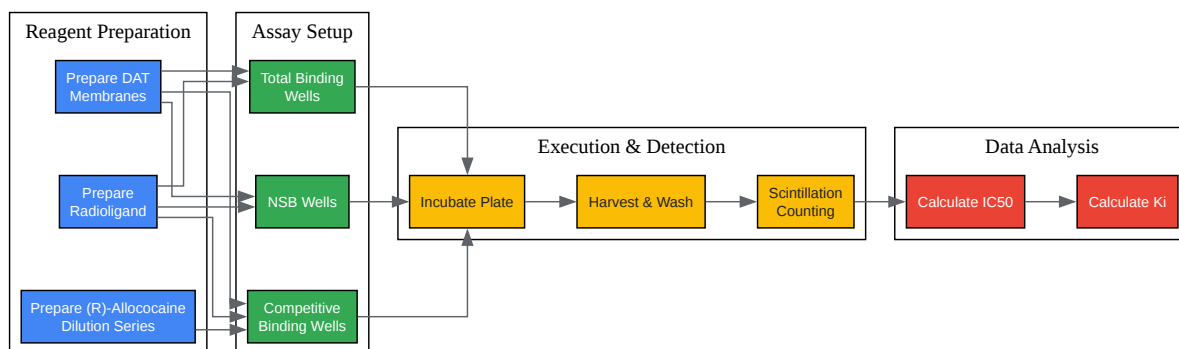 Reagent Preparation
Prepare DAT
Membranes
Prepare
Radioligand
Prepare (R)-Allococaine
Dilution Series
Assay Setup
Total Binding
Wells
NSB Wells
Competitive
Binding Wells
Execution & Detection
Incubate Plate
Harvest & Wash
Scintillation
Counting
Data Analysis
Calculate IC50
Calculate Ki